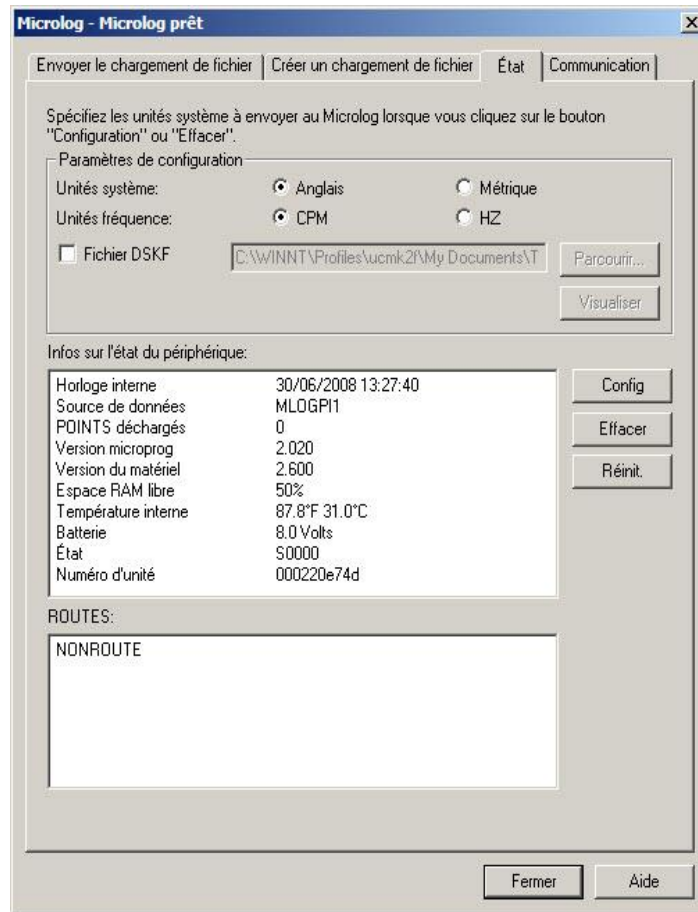 Microlog - Microlog prêt
Envoyer le chargement de fichier Créer un chargement de fichier État Communication
Spécifiez les unités système à envoyer au Microlog lorsque vous cliquez sur le bouton
"Configuration" ou "Effacer".
Paramètres de configuration
Unités système: Anglais Métrique
Unités fréquence: CPM HZ
Fichier DSKF C:\WINNT\Profiles\ucmk2f\My Documents\T Parcourir...
Visualiser
Infos sur l'état du périphérique:
Horloge interne 30/06/2008 13:27:40 Config
Source de données MLOGPI1
POINTS déchargés 0 Effacer
Version microprog 2.020
Version du matériel 2.600 Réinit.
Espace RAM libre 50%
Température interne 87.8°F 31.0°C
Batterie 8.0 Volts
État S0000
Numéro d'unité 000220e74d
ROUTES:
NONROUTE
Fermer Aide